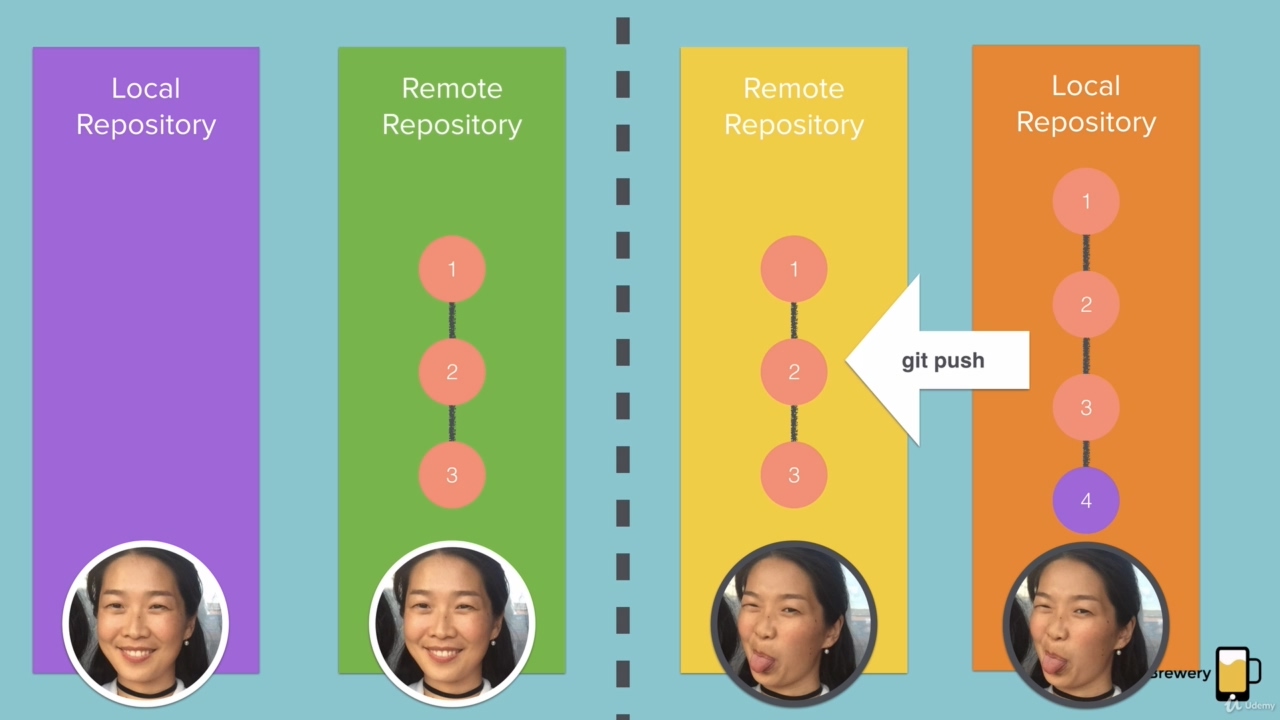 Local
Repository
Remote
Repository
1
2
3
Remote
Repository
1
2
3
git push
Local
Repository
1
2
3
4
Brewery
Udemy